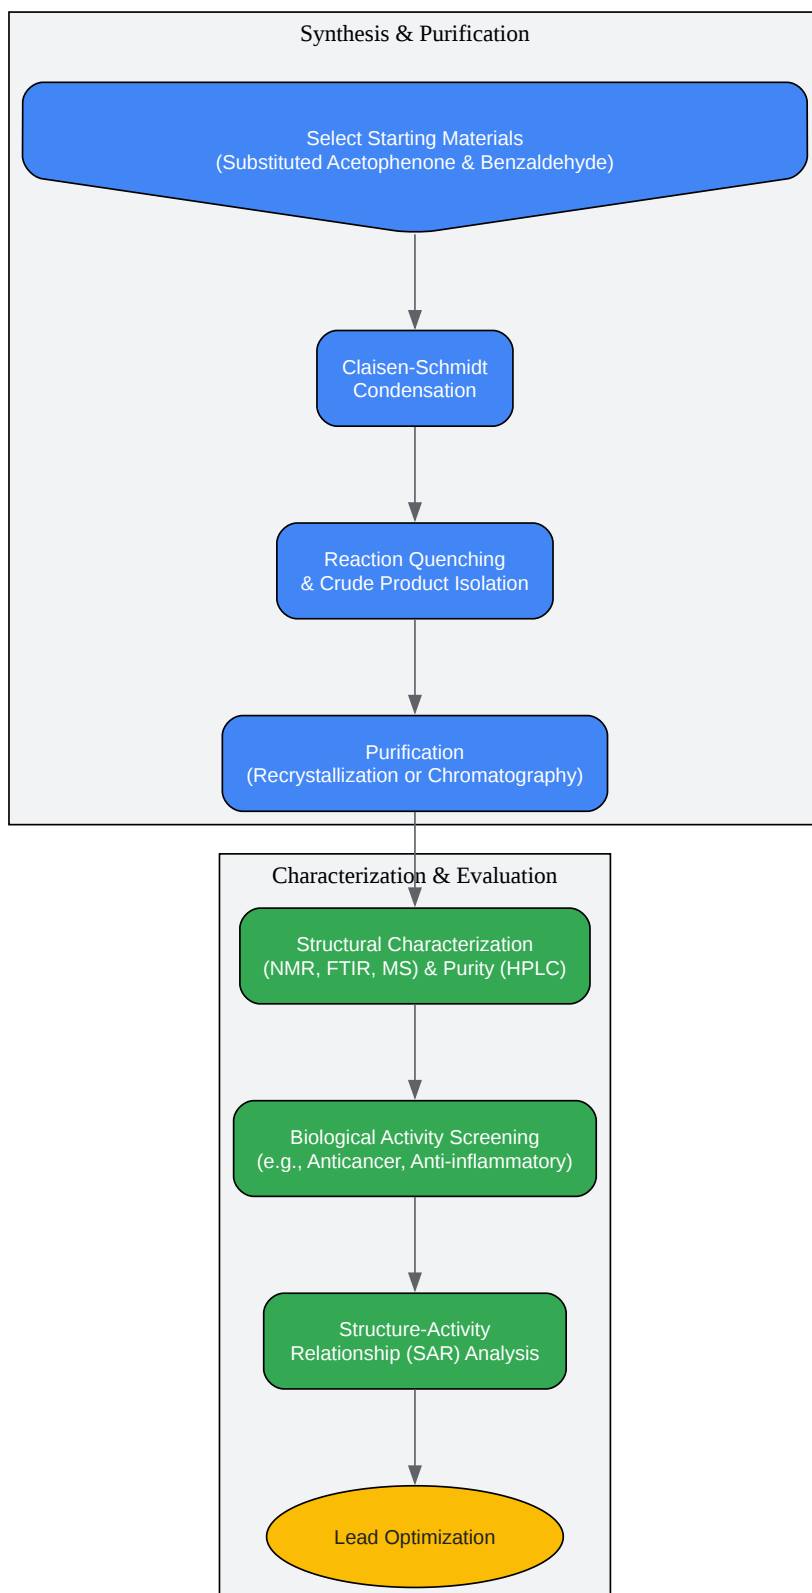 Synthesis & Purification
Select Starting Materials
(Substituted Acetophenone & Benzaldehyde)
Claisen-Schmidt
Condensation
Reaction Quenching
& Crude Product Isolation
Purification
(Recrystallization or Chromatography)
Characterization & Evaluation
Structural Characterization
(NMR, FTIR, MS) & Purity (HPLC)
Biological Activity Screening
(e.g., Anticancer, Anti-inflammatory)
Structure-Activity
Relationship (SAR) Analysis
Lead Optimization